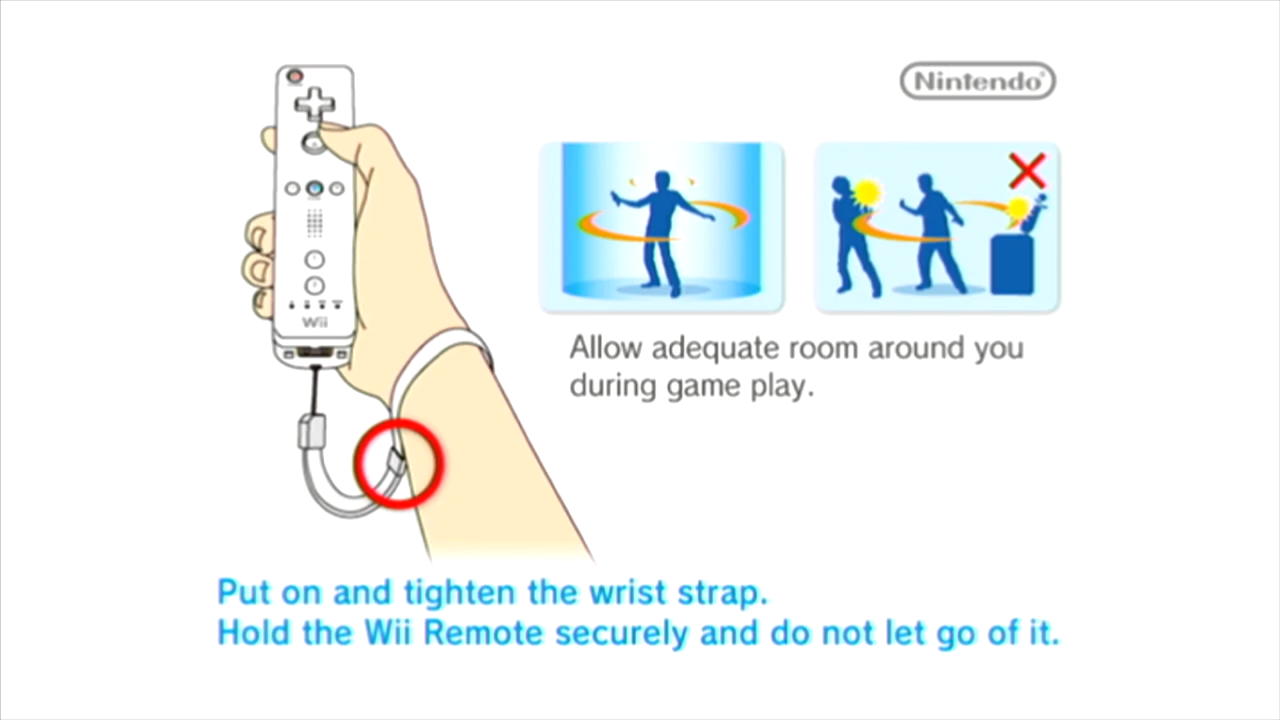 Nintendo®
Wii
Allow adequate room around you
during game play.
Put on and tighten the wrist strap.
Hold the Wii Remote securely and do not let go of it.